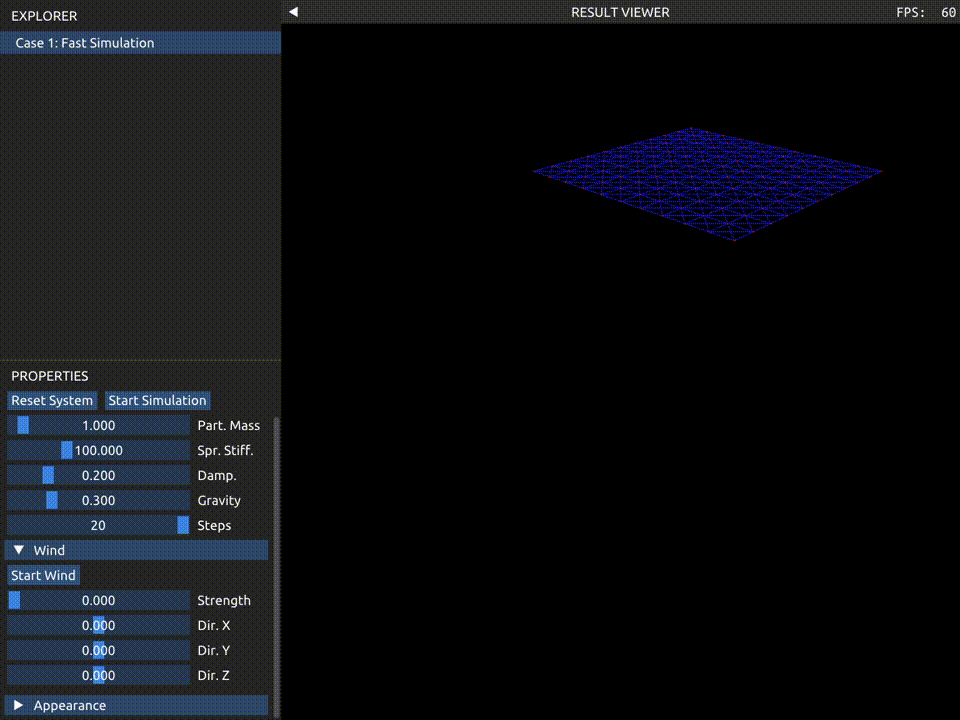 EXPLORER
Case 1: Fast Simulation
RESULT VIEWER
FPS: 60
PROPERTIES
Reset System Start Simulation
1.000 Part. Mass
100.000 Spr. Stiff.
0.200 Damp.
0.300 Gravity
20 Steps
Wind
Start Wind
0.000 Strength
0.000 Dir. X
0.000 Dir. Y
0.000 Dir. Z
Appearance